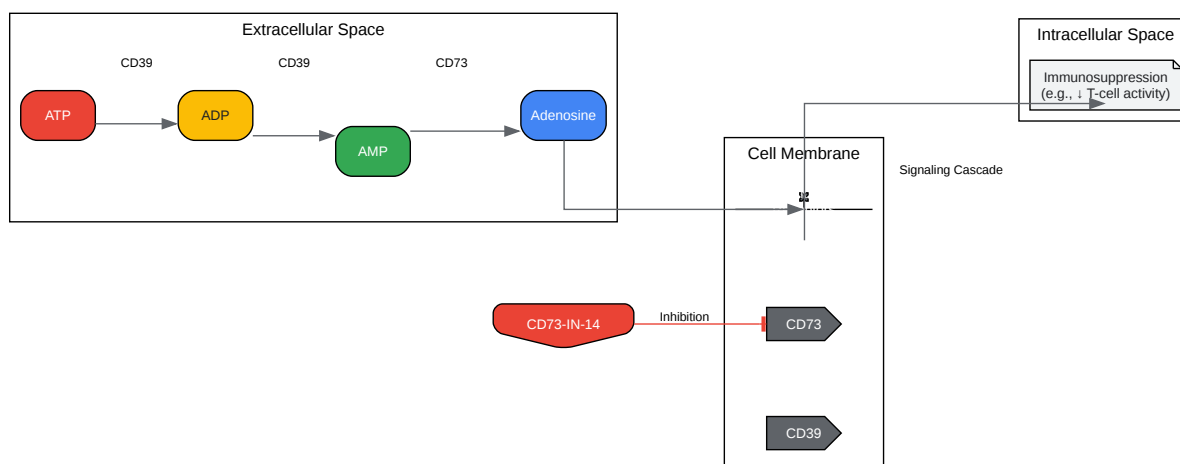 Extracellular Space
CD39
CD39
CD73
ATP
ADP
AMP
Adenosine
Intracellular Space
Immunosuppression
(e.g., ↓ T-cell activity)
Cell Membrane
Signaling Cascade
CD73-IN-14
Inhibition
CD73
CD39